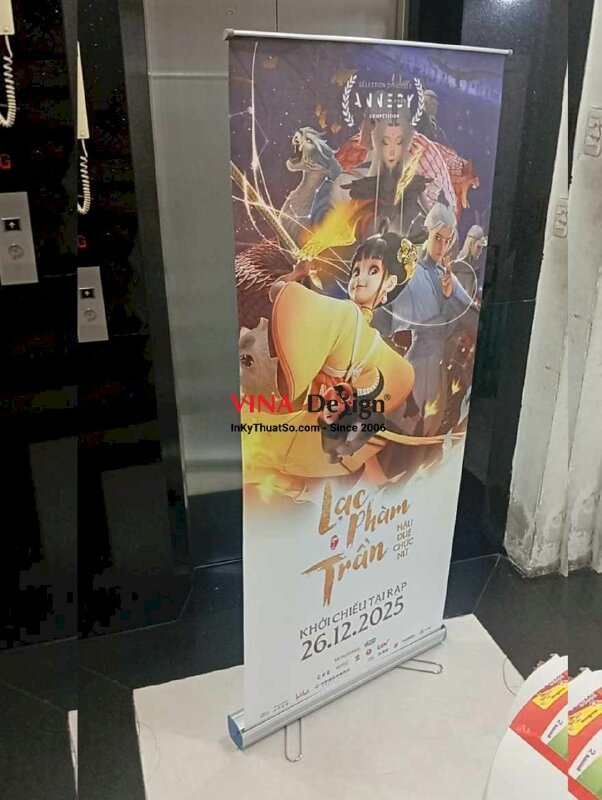 SÉLECTION OFFICIELLE
ANNECY
COMPÉTITION
VINA Design®
InKyThuatSo.com - Since 2006
Lạc
Phàm
Trần
HẬU
DUỆ
CHỨC
NỮ
KHỞI CHIẾU TẠI RẠP
26.12.2025